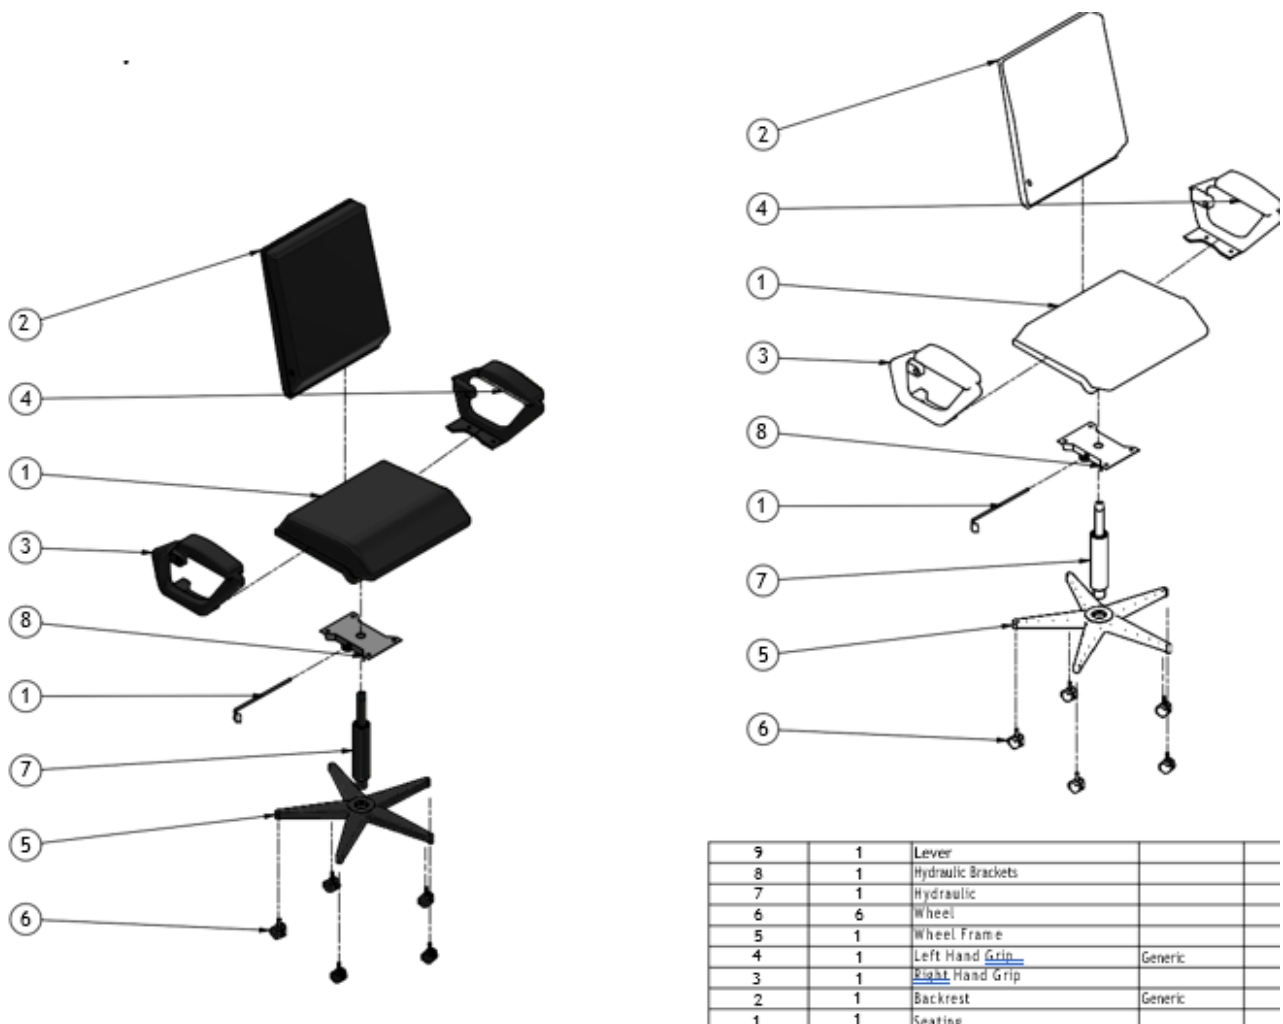 2
4
1
3
8
1
7
5
6
2
4
1
3
8
1
7
5
6
9 1 Lever
8 1 Hydraulic Brackets
7 1 Hydraulic
6 6 Wheel
5 1 Wheel Frame
4 1 Left Hand Grip Generic
3 1 Right Hand Grip
2 1 Backrest Generic
1 1 Seating